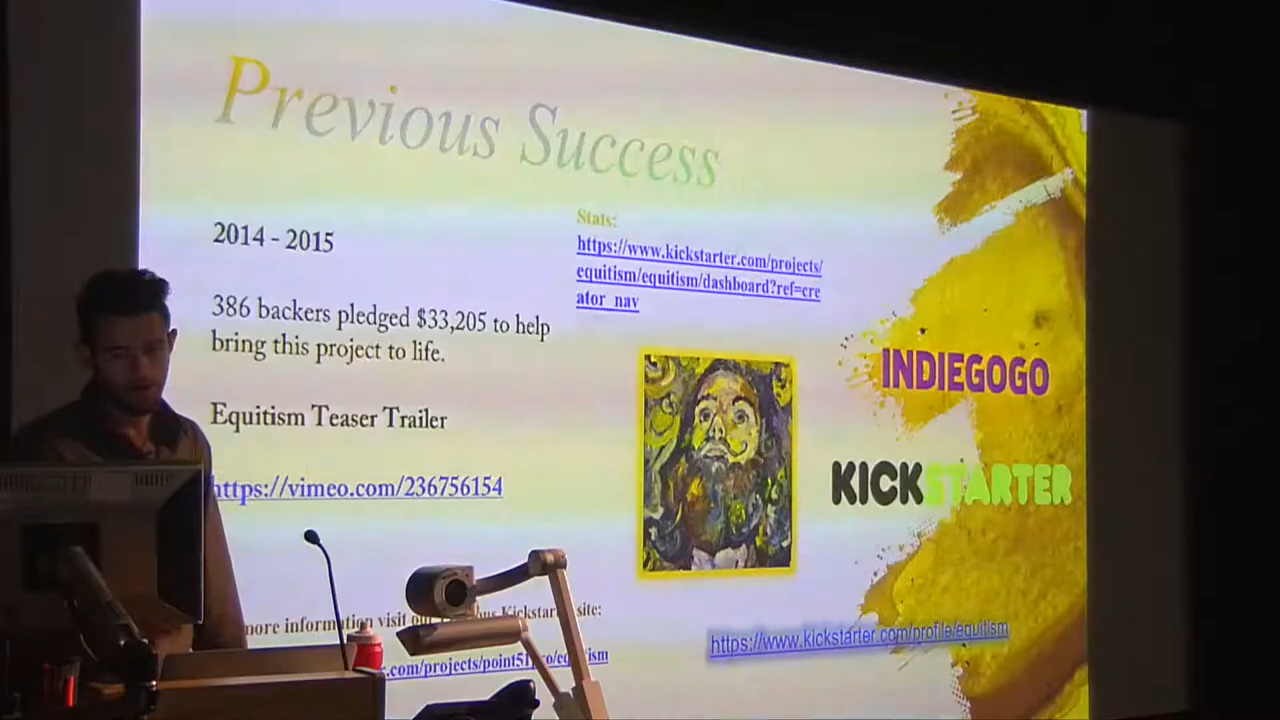 Previous Success
2014 - 2015
386 backers pledged $33,205 to help
bring this project to life.
Equitism Teaser Trailer
https://vimeo.com/236756154
Stats:
https://www.kickstarter.com/projects/
equitism/equitism/dashboard?ref=cre
ator_nav
INDIEGOGO
KICKSTARTER
more information visit site:
.com/projects/
https://www.kickstarter.com/profile/equitism